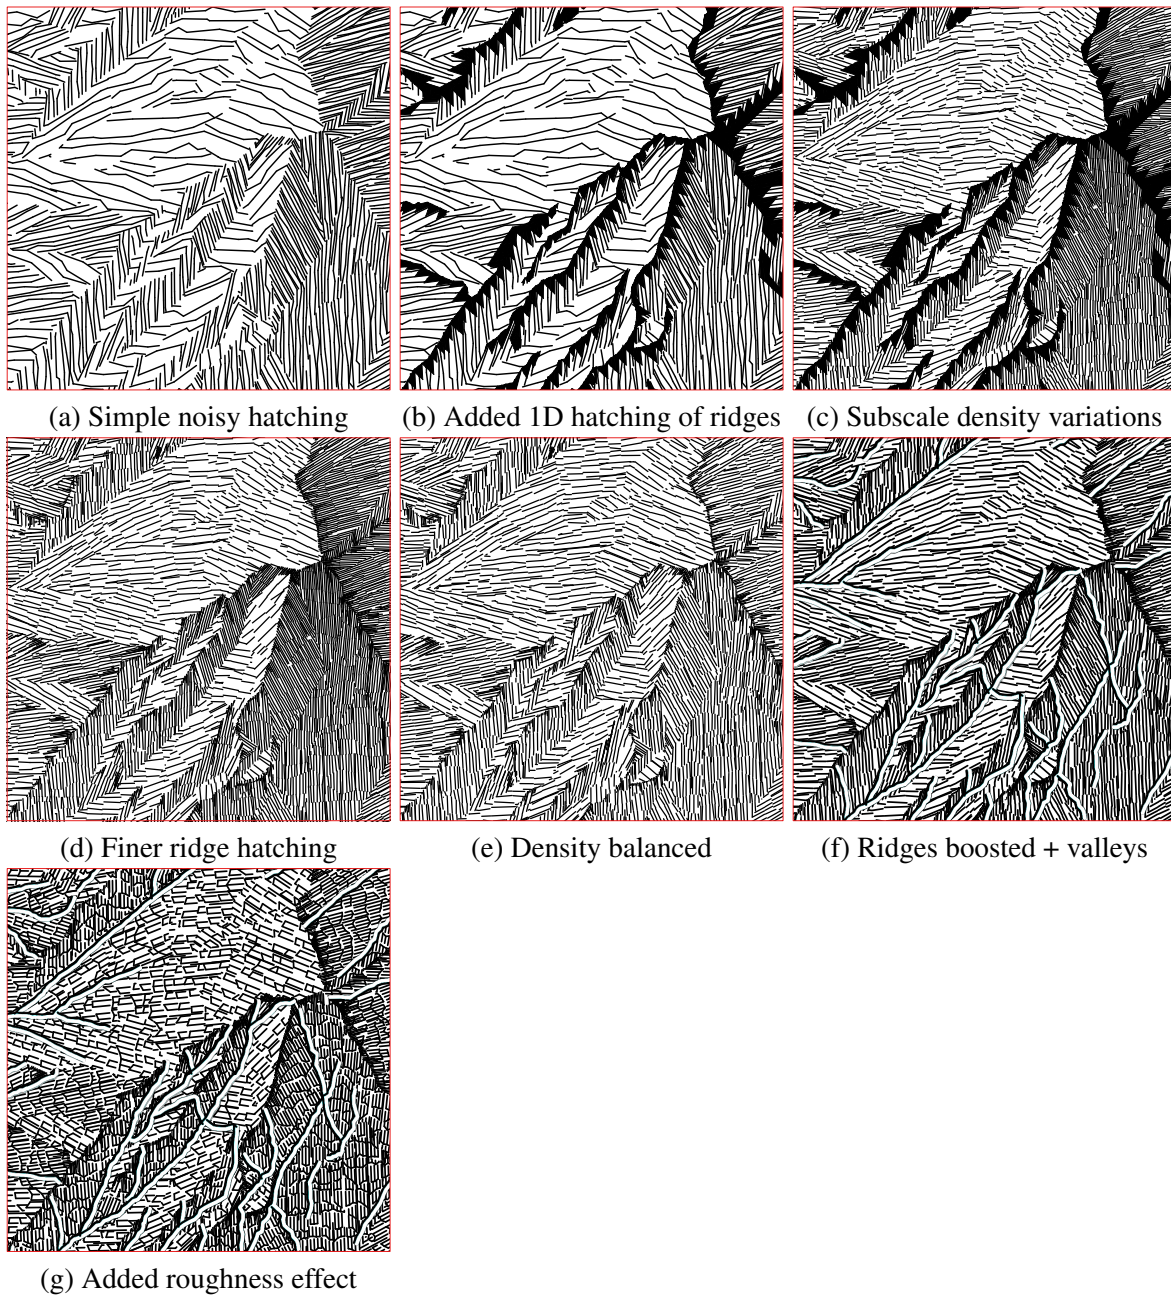 (a) Simple noisy hatching
(b) Added 1D hatching of ridges
(c) Subscale density variations
(d) Finer ridge hatching
(e) Density balanced
(f) Ridges boosted + valleys
(g) Added roughness effect